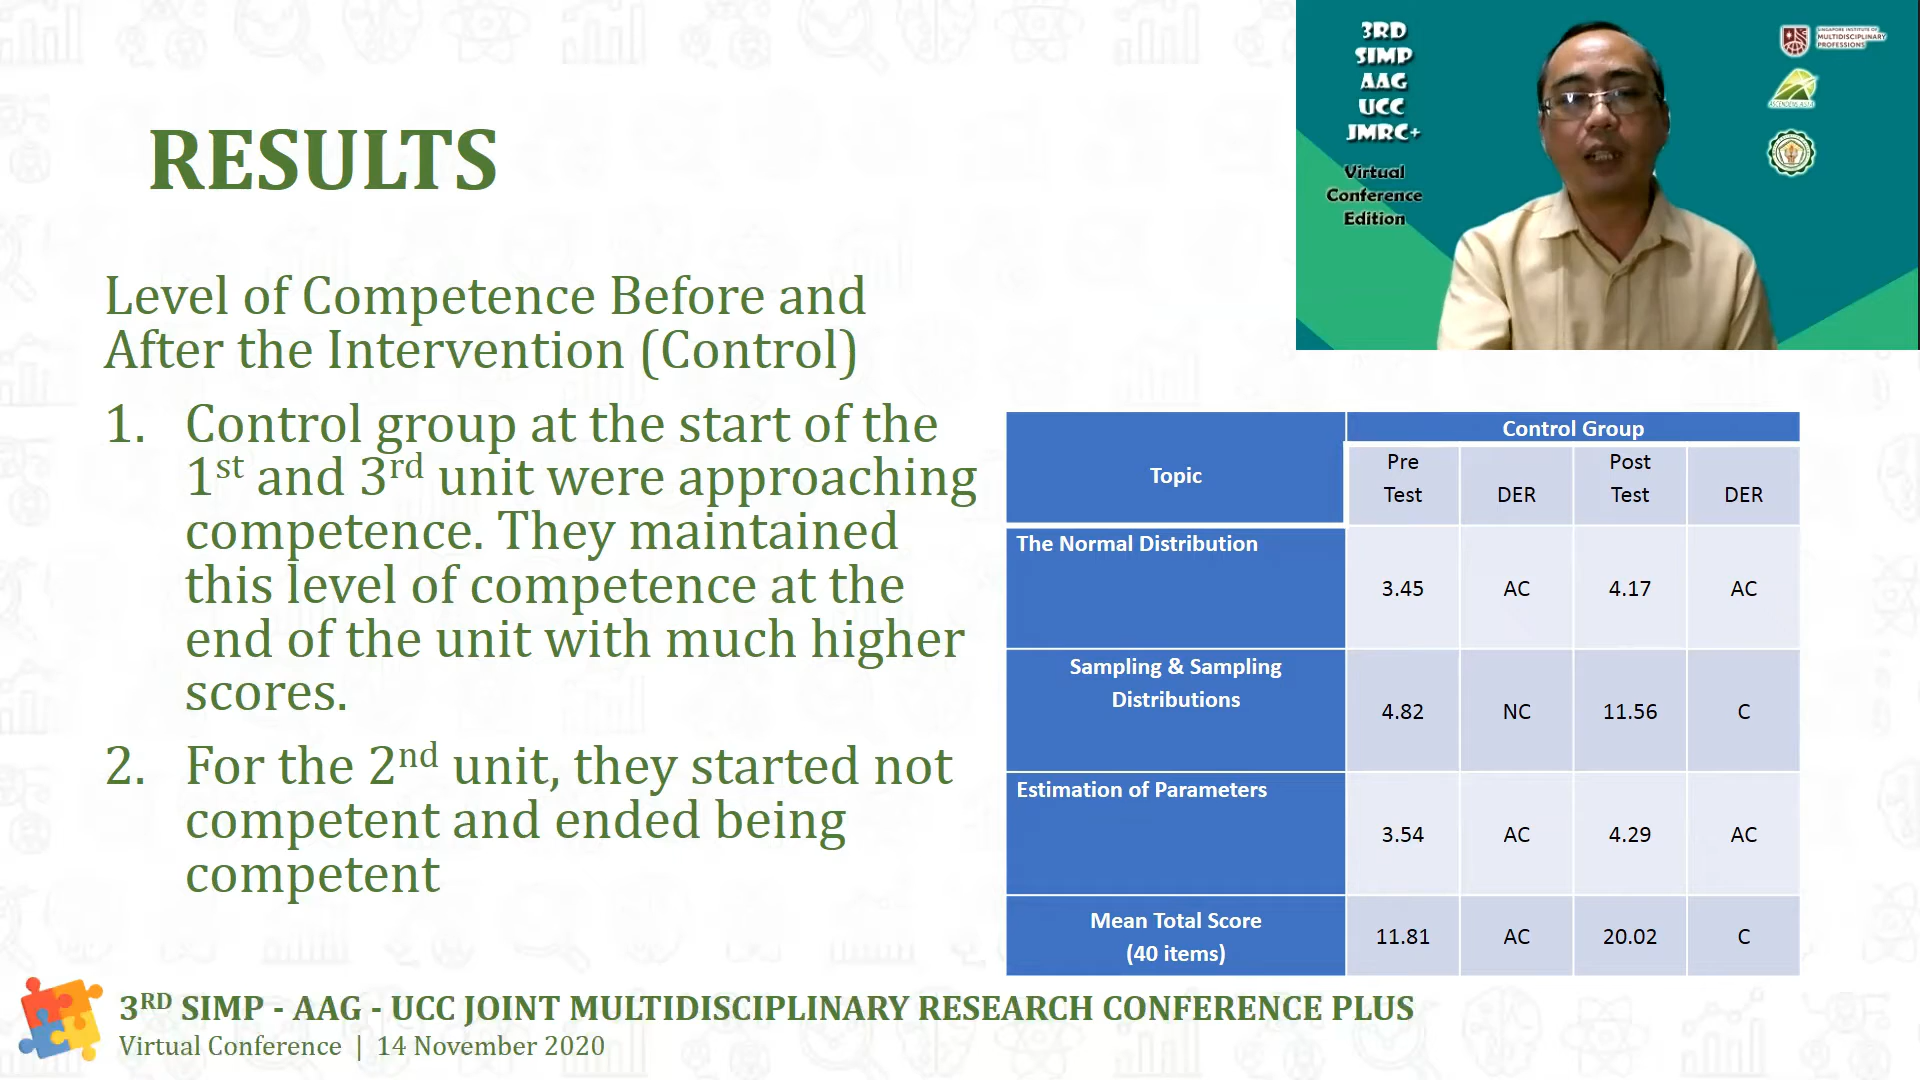 RESULTS
Level of Competence Before and
After the Intervention (Control)
1. Control group at the start of the
1st and 3rd unit were approaching
competence. They maintained
this level of competence at the
end of the unit with much higher
scores.
2. For the 2nd unit, they started not
competent and ended being
competent
3RD
SIMP
AAG
UCC
JMRC+
Virtual
Conference
Edition
SINGAPORE INSTITUTE OF
MULTIDISCIPLINARY
PROFESSIONS
Topic
Control Group
Pre Test DER Post Test DER
The Normal Distribution 3.45 AC 4.17 AC
Sampling & Sampling
Distributions 4.82 NC 11.56 C
Estimation of Parameters 3.54 AC 4.29 AC
Mean Total Score
(40 items) 11.81 AC 20.02 C
3RD SIMP - AAG - UCC JOINT MULTIDISCIPLINARY RESEARCH CONFERENCE PLUS
Virtual Conference | 14 November 2020